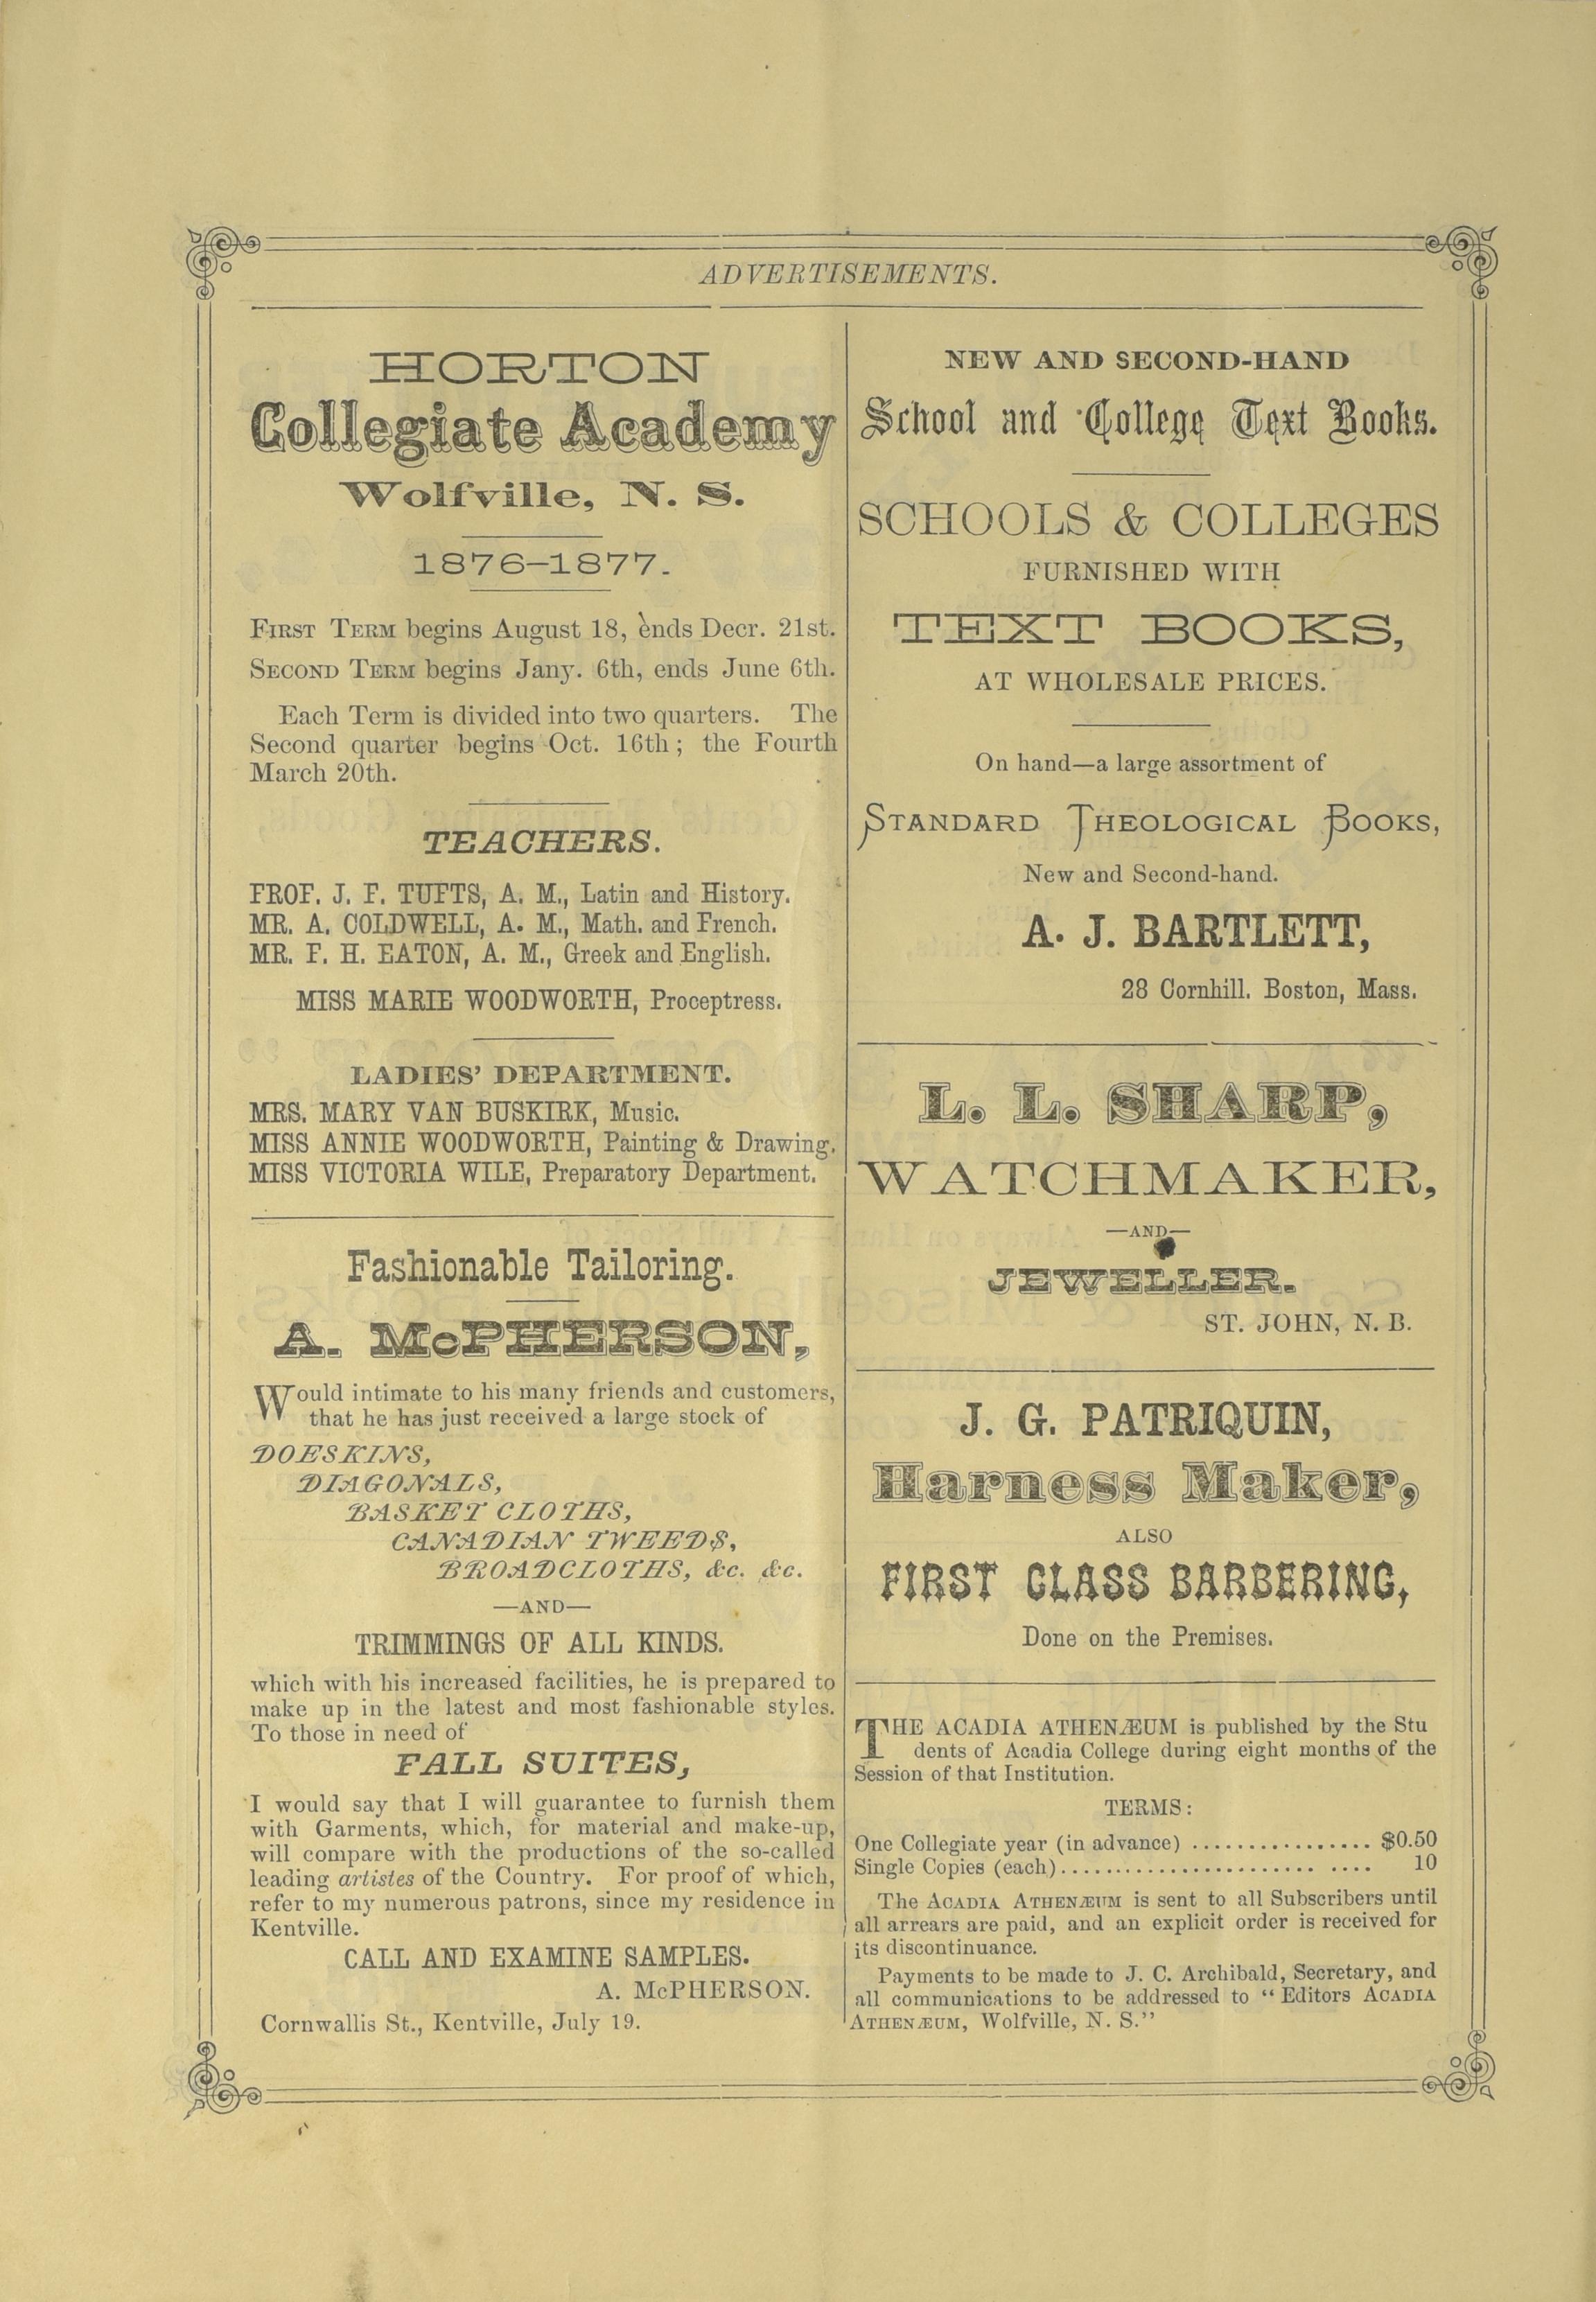 ADVERTISEMENTS.
HORTON
Collegiate Academy
Wolfville, N. S.
1876–1877.
FIRST TERM begins August 18, ends Decr. 21st.
SECOND TERM begins Jany. 6th, ends June 6th.
Each Term is divided into two quarters. The
Second quarter begins Oct. 16th; the Fourth
March 20th.
TEACHERS.
PROF. J. F. TUFTS, A. M., Latin and History.
MR. A. COLDWELL, A. M., Math. and French.
MR. F. H. EATON, A. M., Greek and English.
MISS MARIE WOODWORTH, Proceptress.
LADIES' DEPARTMENT.
MRS. MARY VAN BUSKIRK, Music.
MISS ANNIE WOODWORTH, Painting & Drawing.
MISS VICTORIA WILE, Preparatory Department.
Fashionable Tailoring.
A. McPHERSON,
Would intimate to his many friends and customers,
that he has just received a large stock of
DOESKINS,
DIAGONALS,
BASKET CLOTHS,
CANADIAN TWEEDS,
BROADCLOTHS, &c. &c.
—AND—
TRIMMINGS OF ALL KINDS.
which with his increased facilities, he is prepared to
make up in the latest and most fashionable styles.
To those in need of
FALL SUITES,
I would say that I will guarantee to furnish them
with Garments, which, for material and make-up,
will compare with the productions of the so-called
leading artistes of the Country. For proof of which,
refer to my numerous patrons, since my residence in
Kentville.
CALL AND EXAMINE SAMPLES.
A. McPHERSON.
Cornwallis St., Kentville, July 19.
NEW AND SECOND-HAND
School and College Text Books.
SCHOOLS & COLLEGES
FURNISHED WITH
TEXT BOOKS,
AT WHOLESALE PRICES.
On hand—a large assortment of
STANDARD THEOLOGICAL BOOKS,
New and Second-hand.
A. J. BARTLETT,
28 Cornhill. Boston, Mass.
L. L. SHARP,
WATCHMAKER,
—AND—
JEWELLER.
ST. JOHN, N. B.
J. G. PATRIQUIN,
Harness Maker,
ALSO
FIRST CLASS BARBERING,
Done on the Premises.
THE ACADIA ATHENÆUM is published by the Stu
dents of Acadia College during eight months of the
Session of that Institution.
TERMS:
One Collegiate year (in advance) ................ $0.50
Single Copies (each)....................... .... 10
The ACADIA ATHENÆUM is sent to all Subscribers until
all arrears are paid, and an explicit order is received for
its discontinuance.
Payments to be made to J. C. Archibald, Secretary, and
all communications to be addressed to "Editors ACADIA
ATHENÆUM, Wolfville, N. S."